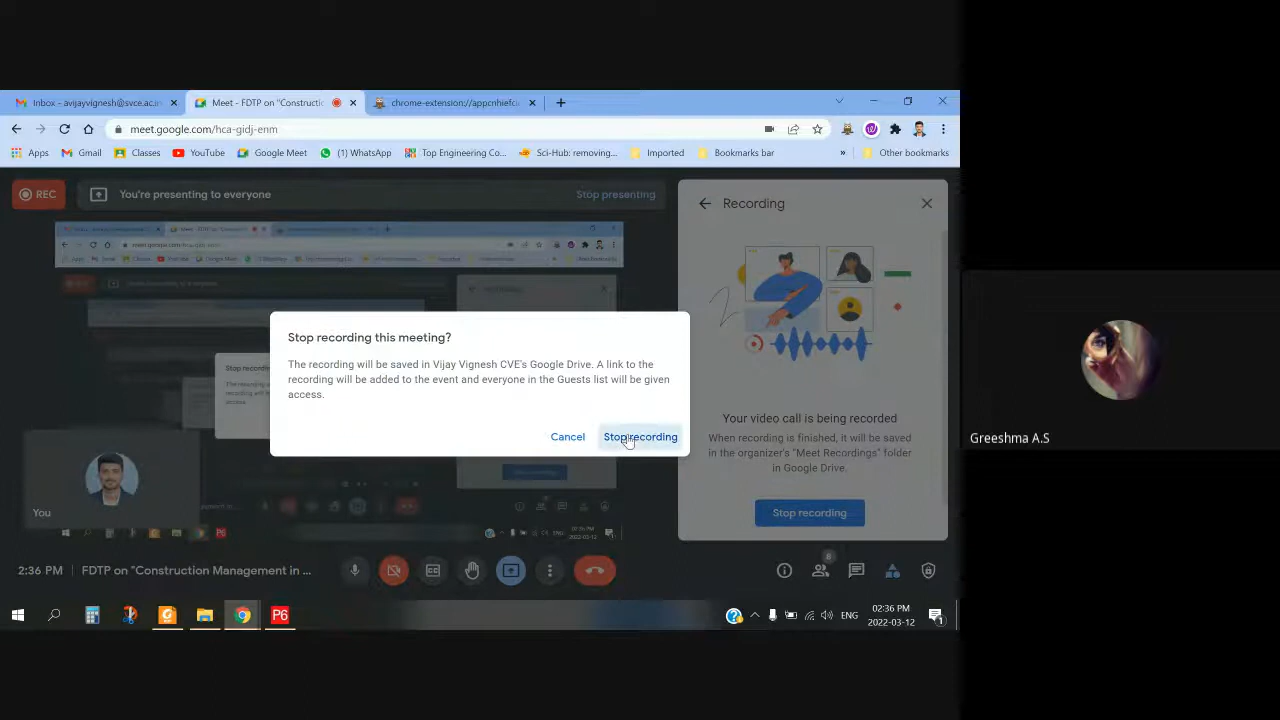 Inbox – avijayvignesh@svce.ac.in
Meet - FDTP on "Constructi
chrome-extension://appcnhiefc
meet.google.com/hca-gidj-enm
Apps
Gmail
Classes
YouTube
Google Meet
(1) WhatsApp
Top Engineering Co...
Sci-Hub: removing...
Imported
Bookmarks bar
»
Other bookmarks
REC
You're presenting to everyone
Stop presenting
Recording
Stop recording this meeting?
The recording will be saved in Vijay Vignesh CVE's Google Drive. A link to the
recording will be added to the event and everyone in the Guests list will be given
access.
Cancel
Stop recording
Your video call is being recorded
When recording is finished, it will be saved
in the organizer's "Meet Recordings" folder
in Google Drive.
Stop recording
You
Greeshma A.S
2:36 PM
FDTP on "Construction Management in ...
8
P6
ENG
02:36 PM
2022-03-12
1